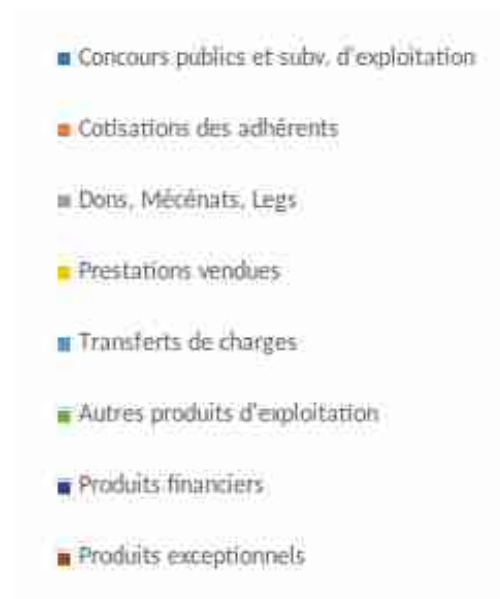 Concours publics et subv. d'exploitation
Cotisations des adhérents
Dons, Mécénats, Legs
Prestations vendues
Transferts de charges
Autres produits d'exploitation
Produits financiers
Produits exceptionnels